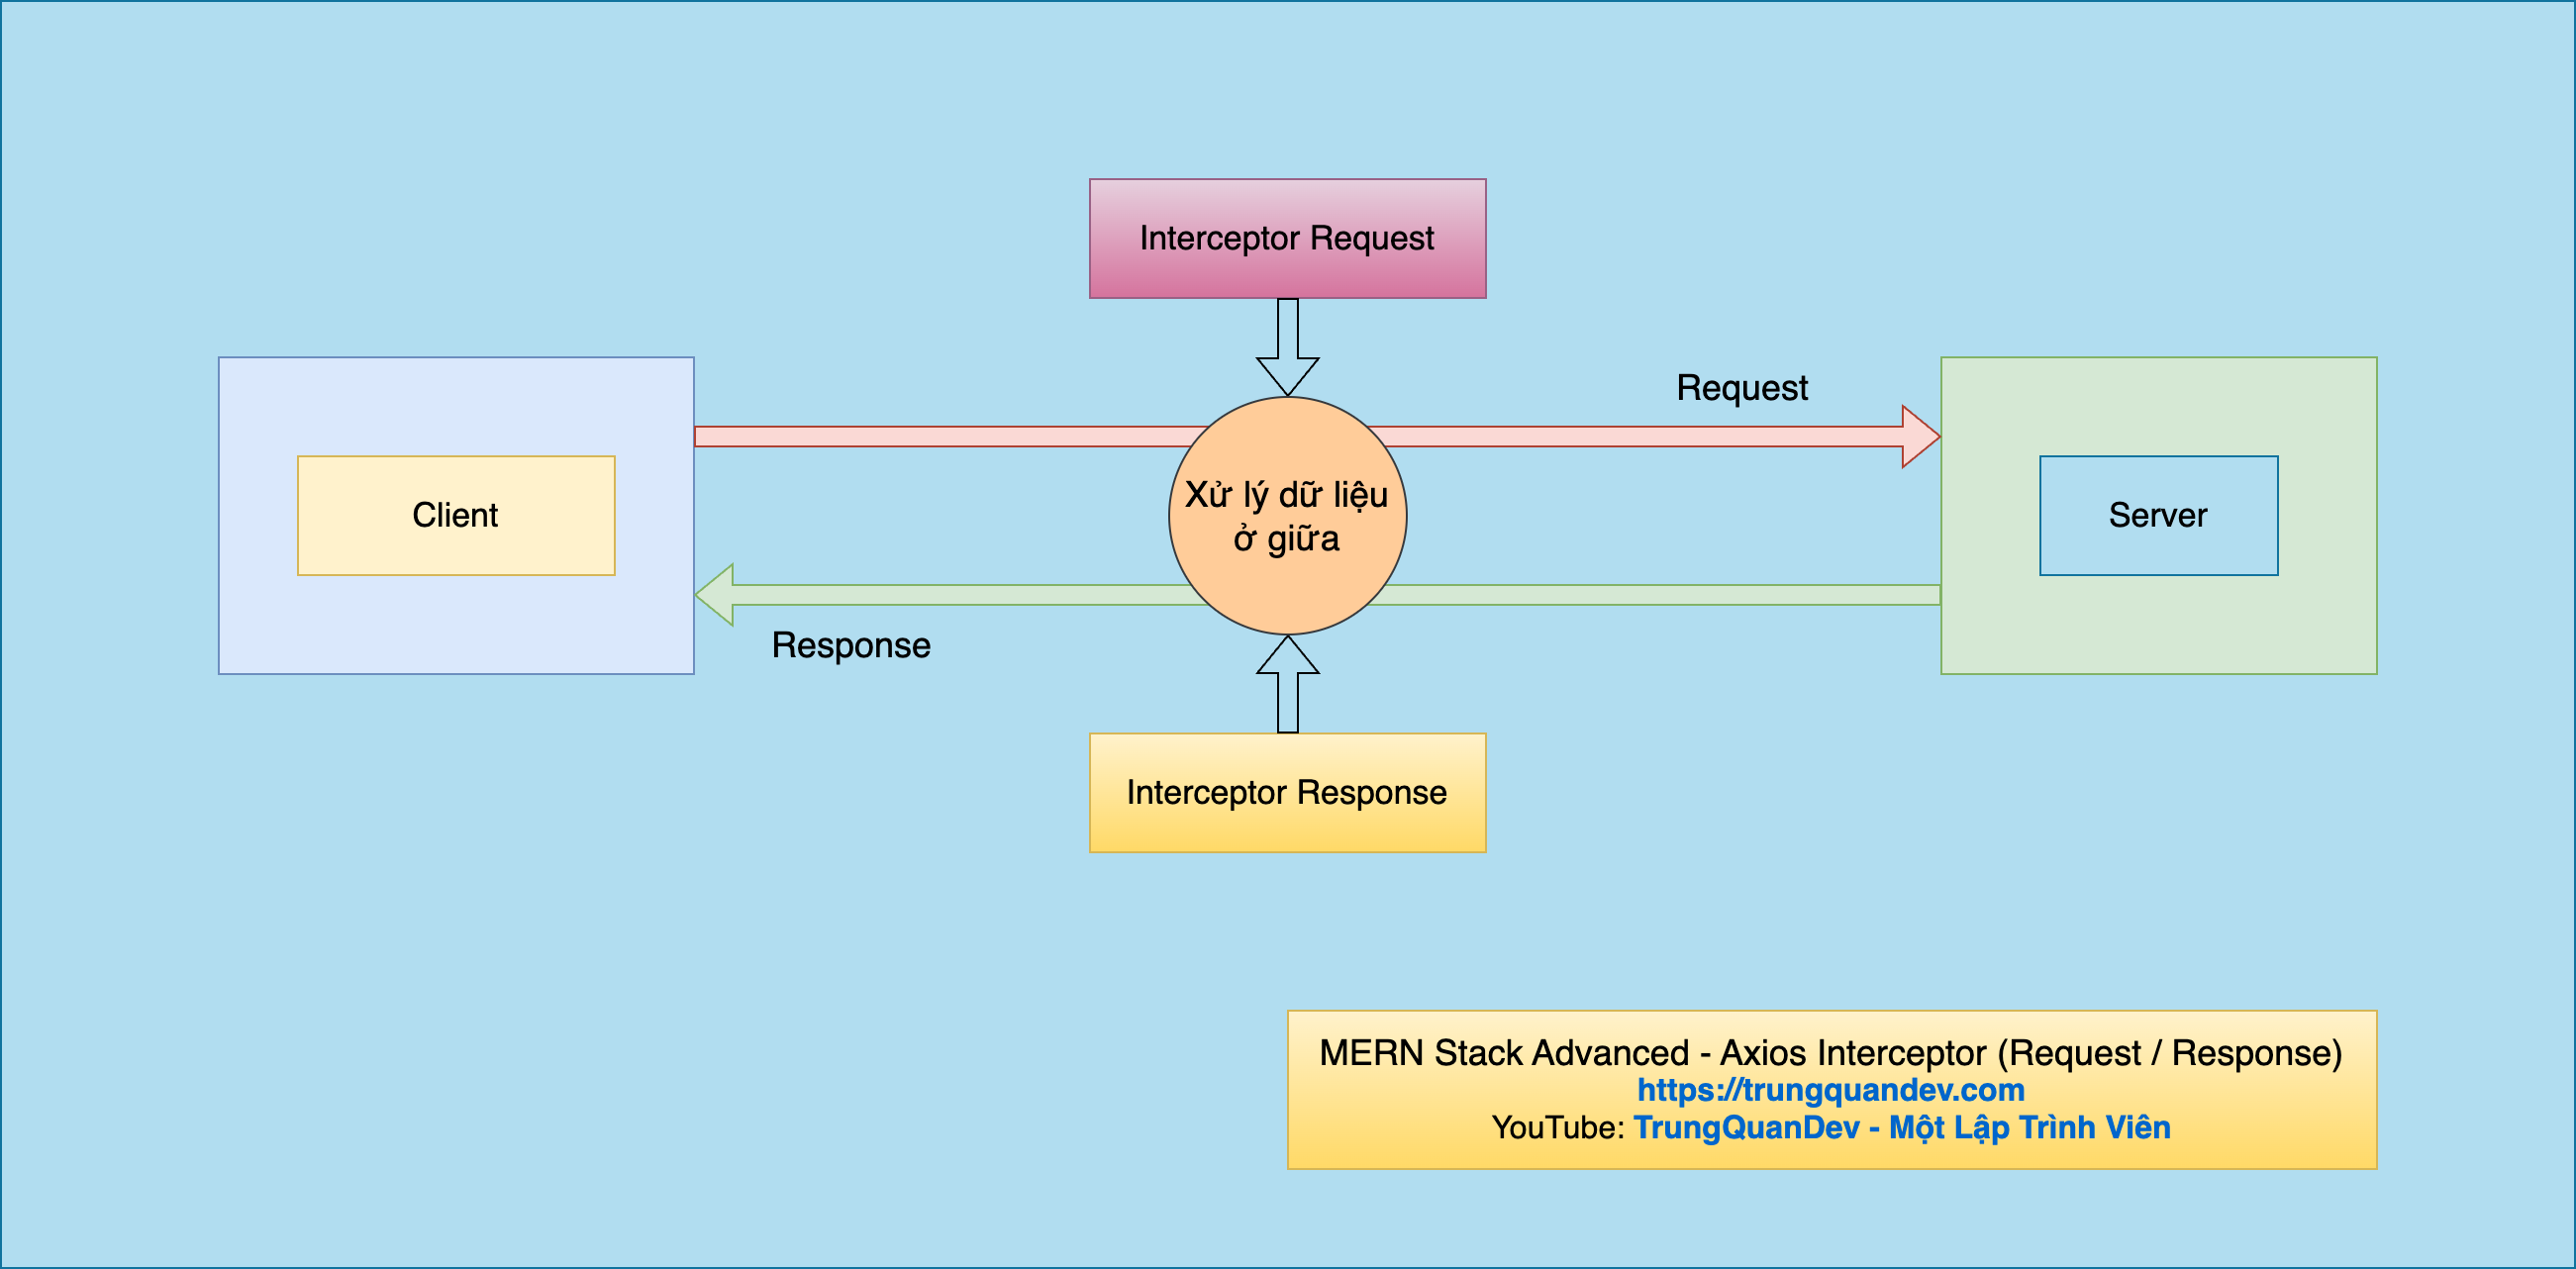 Interceptor Request
Request
Client
Xử lý dữ liệu
ở giữa
Server
Response
Interceptor Response
MERN Stack Advanced - Axios Interceptor (Request / Response)
https://trungquandev.com
YouTube: TrungQuanDev - Một Lập Trình Viên